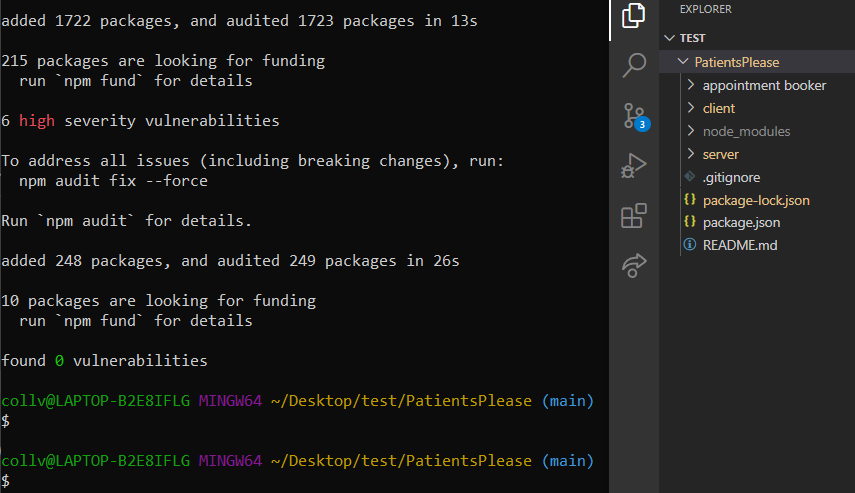 added 1722 packages, and audited 1723 packages in 13s
215 packages are looking for funding
  run `npm fund` for details
6 high severity vulnerabilities
To address all issues (including breaking changes), run:
  npm audit fix --force
Run `npm audit` for details.
added 248 packages, and audited 249 packages in 26s
10 packages are looking for funding
  run `npm fund` for details
found 0 vulnerabilities
collv@LAPTOP-B2E8IFLG MINGW64 ~/Desktop/test/PatientsPlease (main)
$
collv@LAPTOP-B2E8IFLG MINGW64 ~/Desktop/test/PatientsPlease (main)
$
3
EXPLORER
TEST
PatientsPlease
appointment booker
client
node_modules
server
.gitignore
{} package-lock.json
{} package.json
README.md